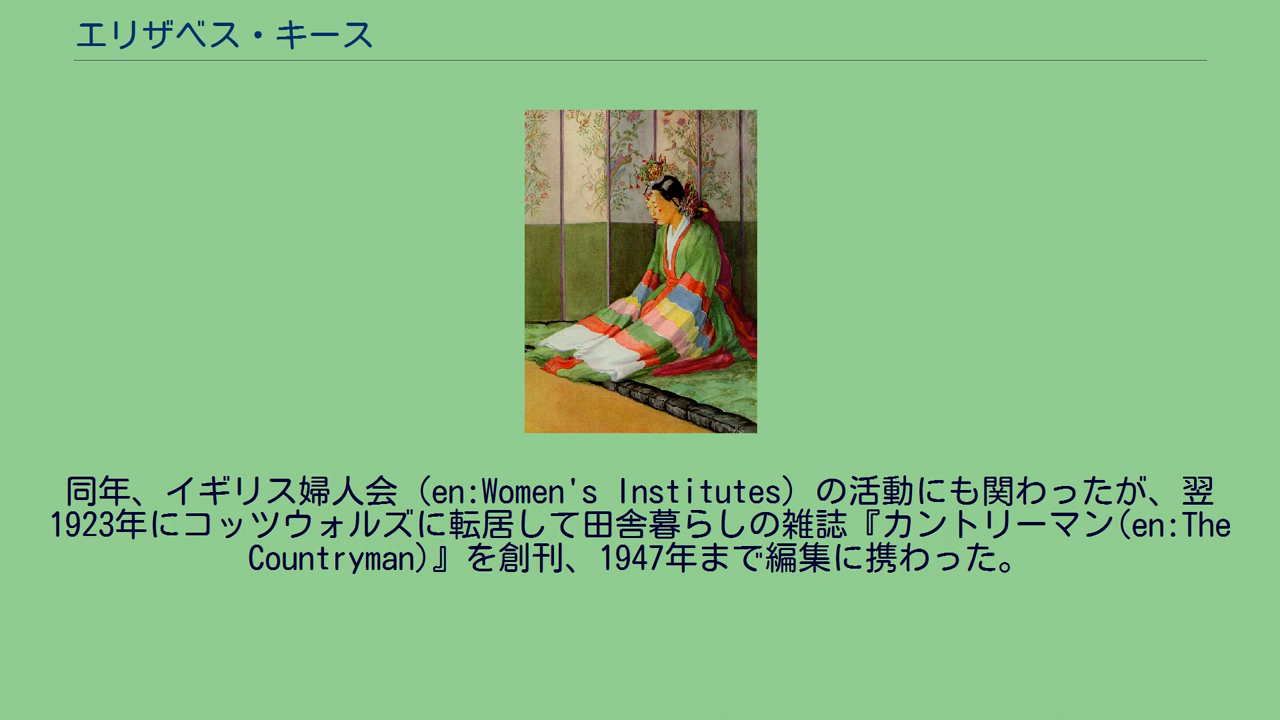 エリザベス・キース
同年、イギリス婦人会（en:Women's Institutes）の活動にも関わったが、翌
1923年にコッツウォルズに転居して田舎暮らしの雑誌『カントリーマン(en:The
Countryman)』を創刊、1947年まで編集に携わった。